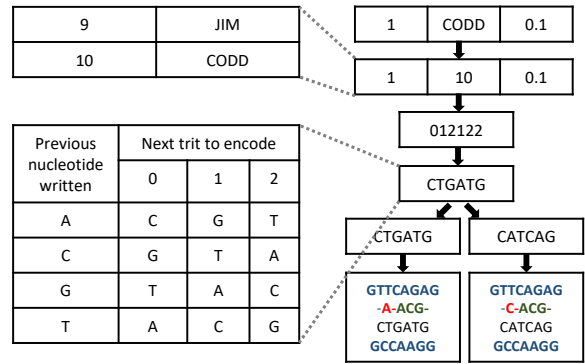 9 JIM
10 CODD
1 CODD 0.1
1 10 0.1
012122
CTGATG
CTGATG CATCAG
GTTCAGAG
-A-ACG-
CTGATG
GCCAAGG
GTTCAGAG
-C-ACG-
CATCAG
GCCAAGG
Previous nucleotide written
Next trit to encode
0 1 2
A C G T
C G T A
G T A C
T A C G